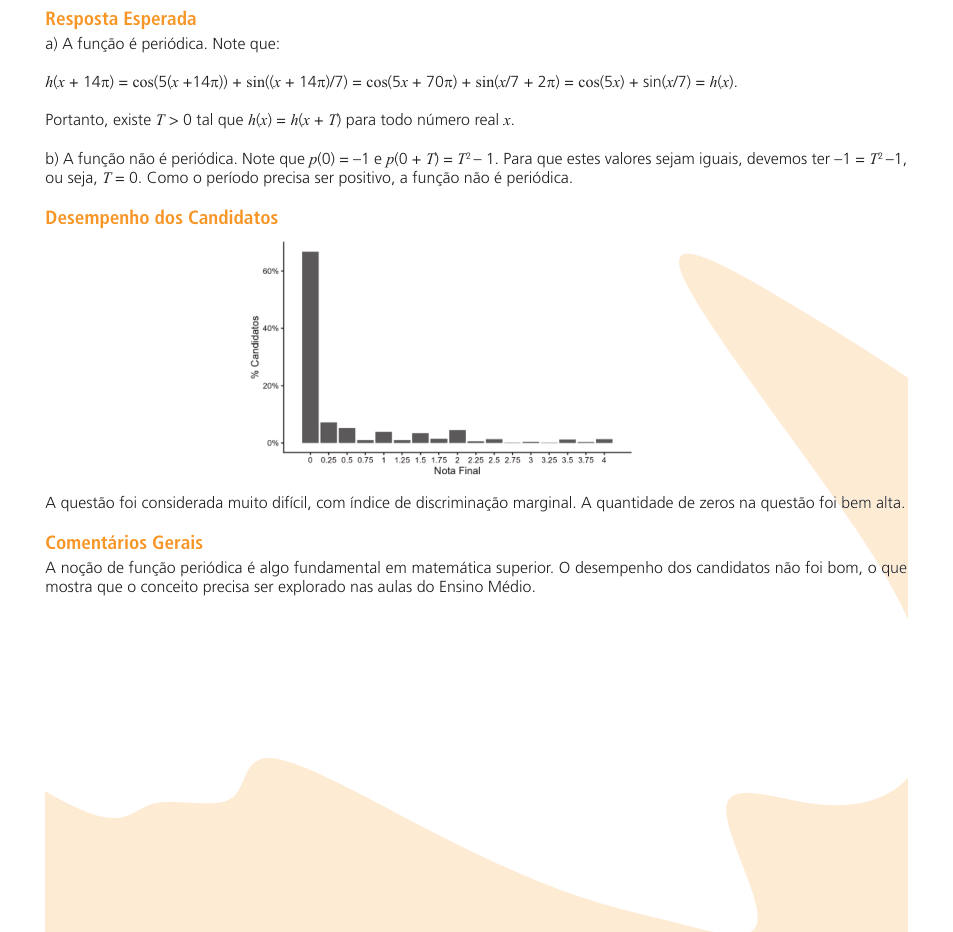 Resposta Esperada
a) A função é periódica. Note que:
h(x + 14π) = cos(5(x +14π)) + sin((x + 14π)/7) = cos(5x + 70π) + sin(x/7 + 2π) = cos(5x) + sin(x/7) = h(x).
Portanto, existe T > 0 tal que h(x) = h(x + T) para todo número real x.
b) A função não é periódica. Note que p(0) = –1 e p(0 + T) = T² – 1. Para que estes valores sejam iguais, devemos ter –1 = T² –1,
ou seja, T = 0. Como o período precisa ser positivo, a função não é periódica.
Desempenho dos Candidatos
60%
40%
20%
0%
% Candidatos
0 0.25 0.5 0.75 1 1.25 1.5 1.75 2 2.25 2.5 2.75 3 3.25 3.5 3.75 4
Nota Final
A questão foi considerada muito difícil, com índice de discriminação marginal. A quantidade de zeros na questão foi bem alta.
Comentários Gerais
A noção de função periódica é algo fundamental em matemática superior. O desempenho dos candidatos não foi bom, o que
mostra que o conceito precisa ser explorado nas aulas do Ensino Médio.